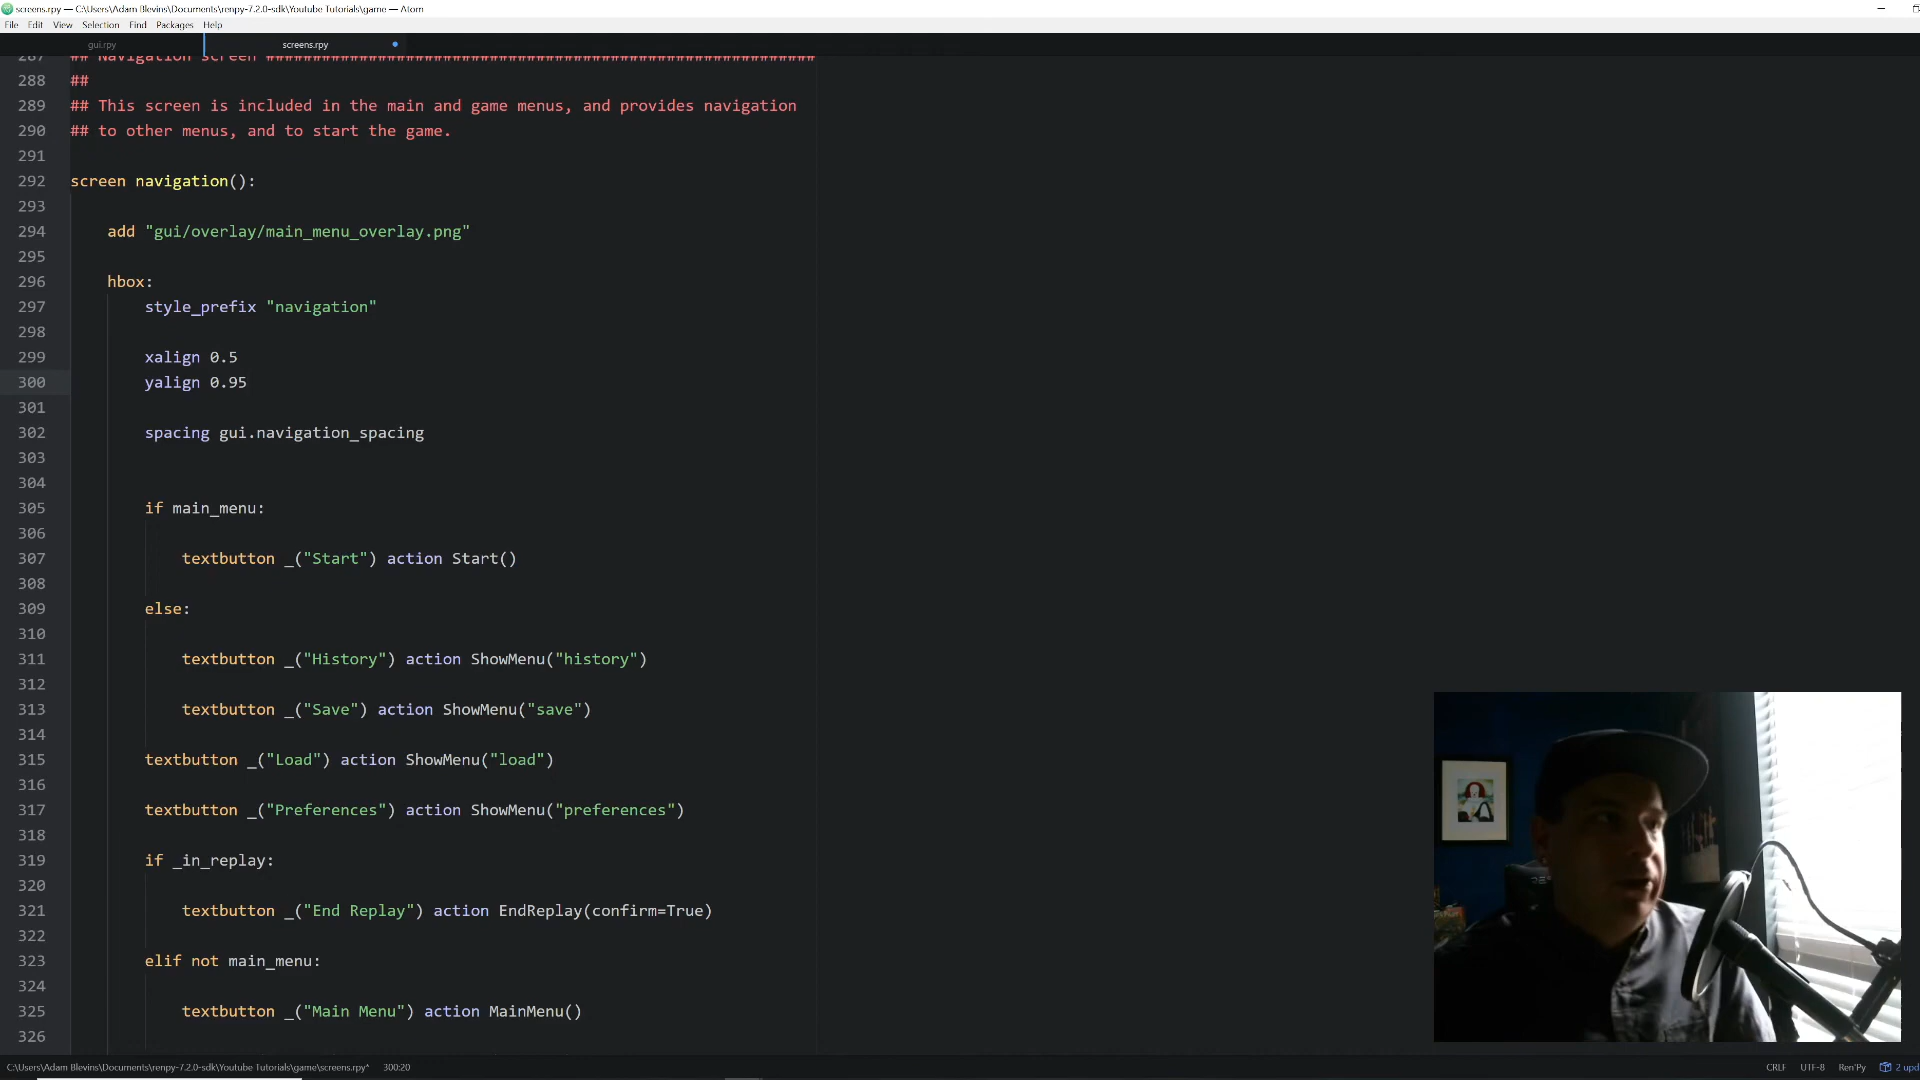 screens.rpy — C:\Users\Adam Blevins\Documents\renpy-7.2.0-sdk\Youtube Tutorials\game — Atom
File Edit View Selection Find Packages Help
gui.rpy screens.rpy
287 ## Navigation screen ###########################################################
288 ##
289 ## This screen is included in the main and game menus, and provides navigation
290 ## to other menus, and to start the game.
291
292 screen navigation():
293
294 add "gui/overlay/main_menu_overlay.png"
295
296 hbox:
297 style_prefix "navigation"
298
299 xalign 0.5
300 yalign 0.95
301
302 spacing gui.navigation_spacing
303
304
305 if main_menu:
306
307 textbutton _("Start") action Start()
308
309 else:
310
311 textbutton _("History") action ShowMenu("history")
312
313 textbutton _("Save") action ShowMenu("save")
314
315 textbutton _("Load") action ShowMenu("load")
316
317 textbutton _("Preferences") action ShowMenu("preferences")
318
319 if _in_replay:
320
321 textbutton _("End Replay") action EndReplay(confirm=True)
322
323 elif not main_menu:
324
325 textbutton _("Main Menu") action MainMenu()
326
C:\Users\Adam Blevins\Documents\renpy-7.2.0-sdk\Youtube Tutorials\game\screens.rpy* 300:20 CRLF UTF-8 Ren'Py 2 upd